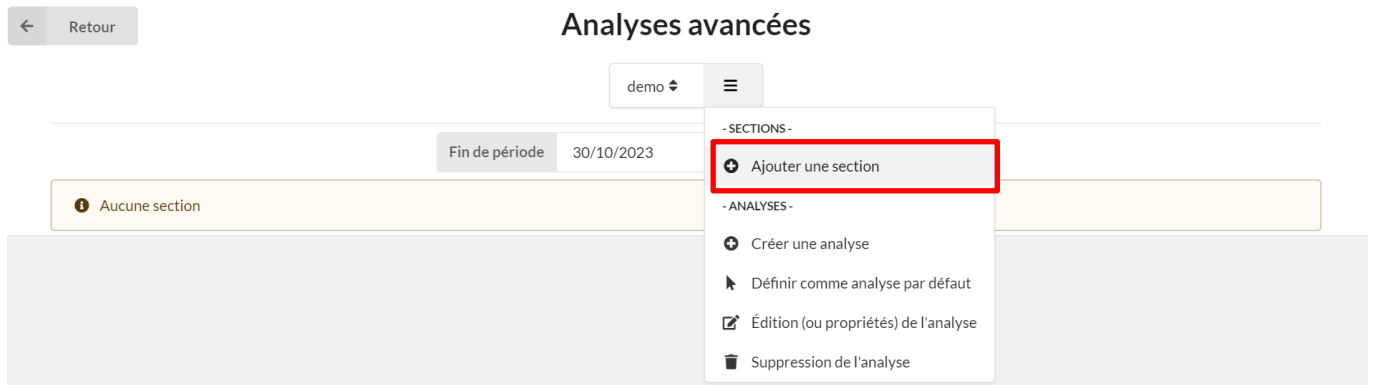 Retour
Analyses avancées
demo
- SECTIONS -
Fin de période 30/10/2023
Ajouter une section
Aucune section
- ANALYSES -
Créer une analyse
Définir comme analyse par défaut
Édition (ou propriétés) de l'analyse
Suppression de l'analyse